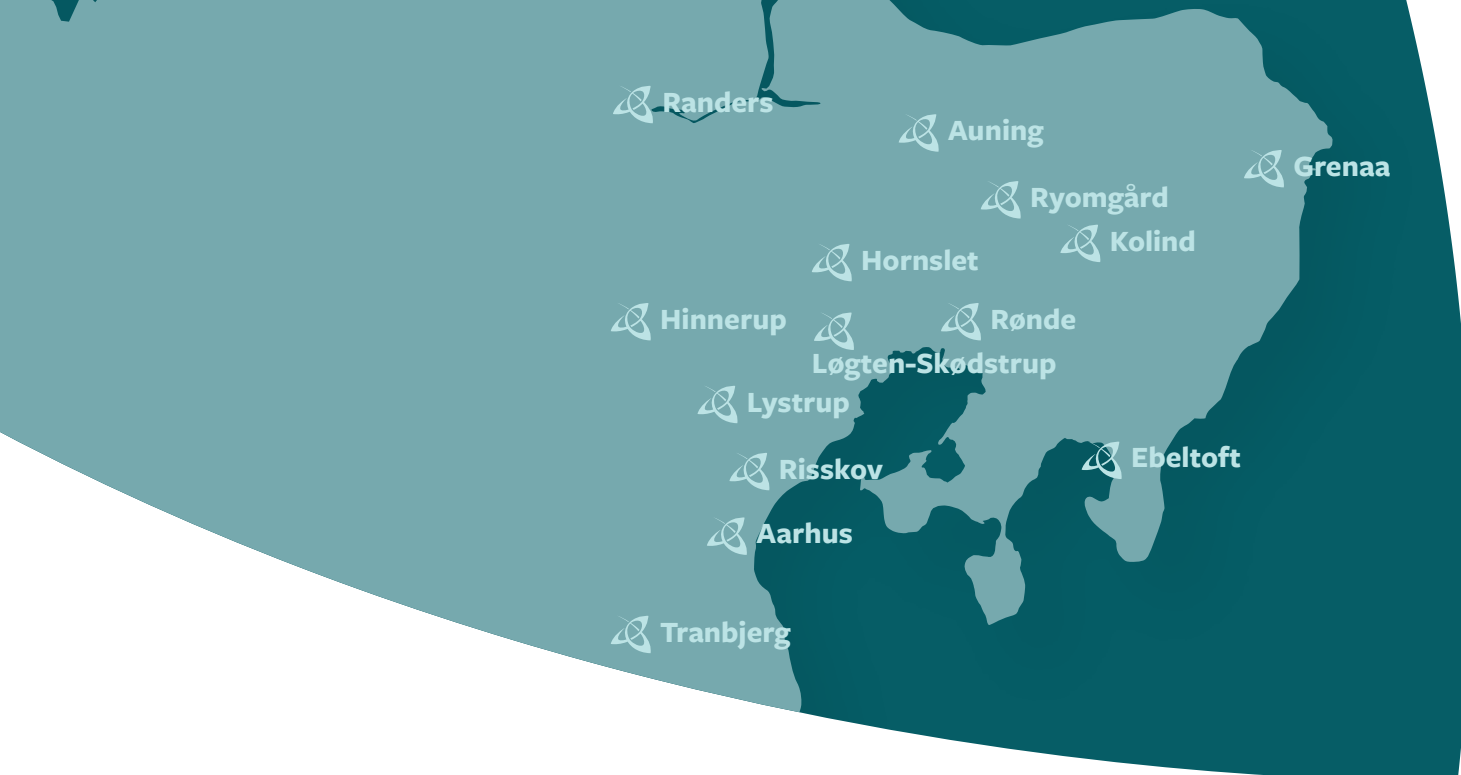 Randers
Auning
Grenaa
Ryomgård
Kolind
Hornslet
Hinnerup
Rønde
Løgten-Skødstrup
Lystrup
Ebeltoft
Risskov
Aarhus
Tranbjerg